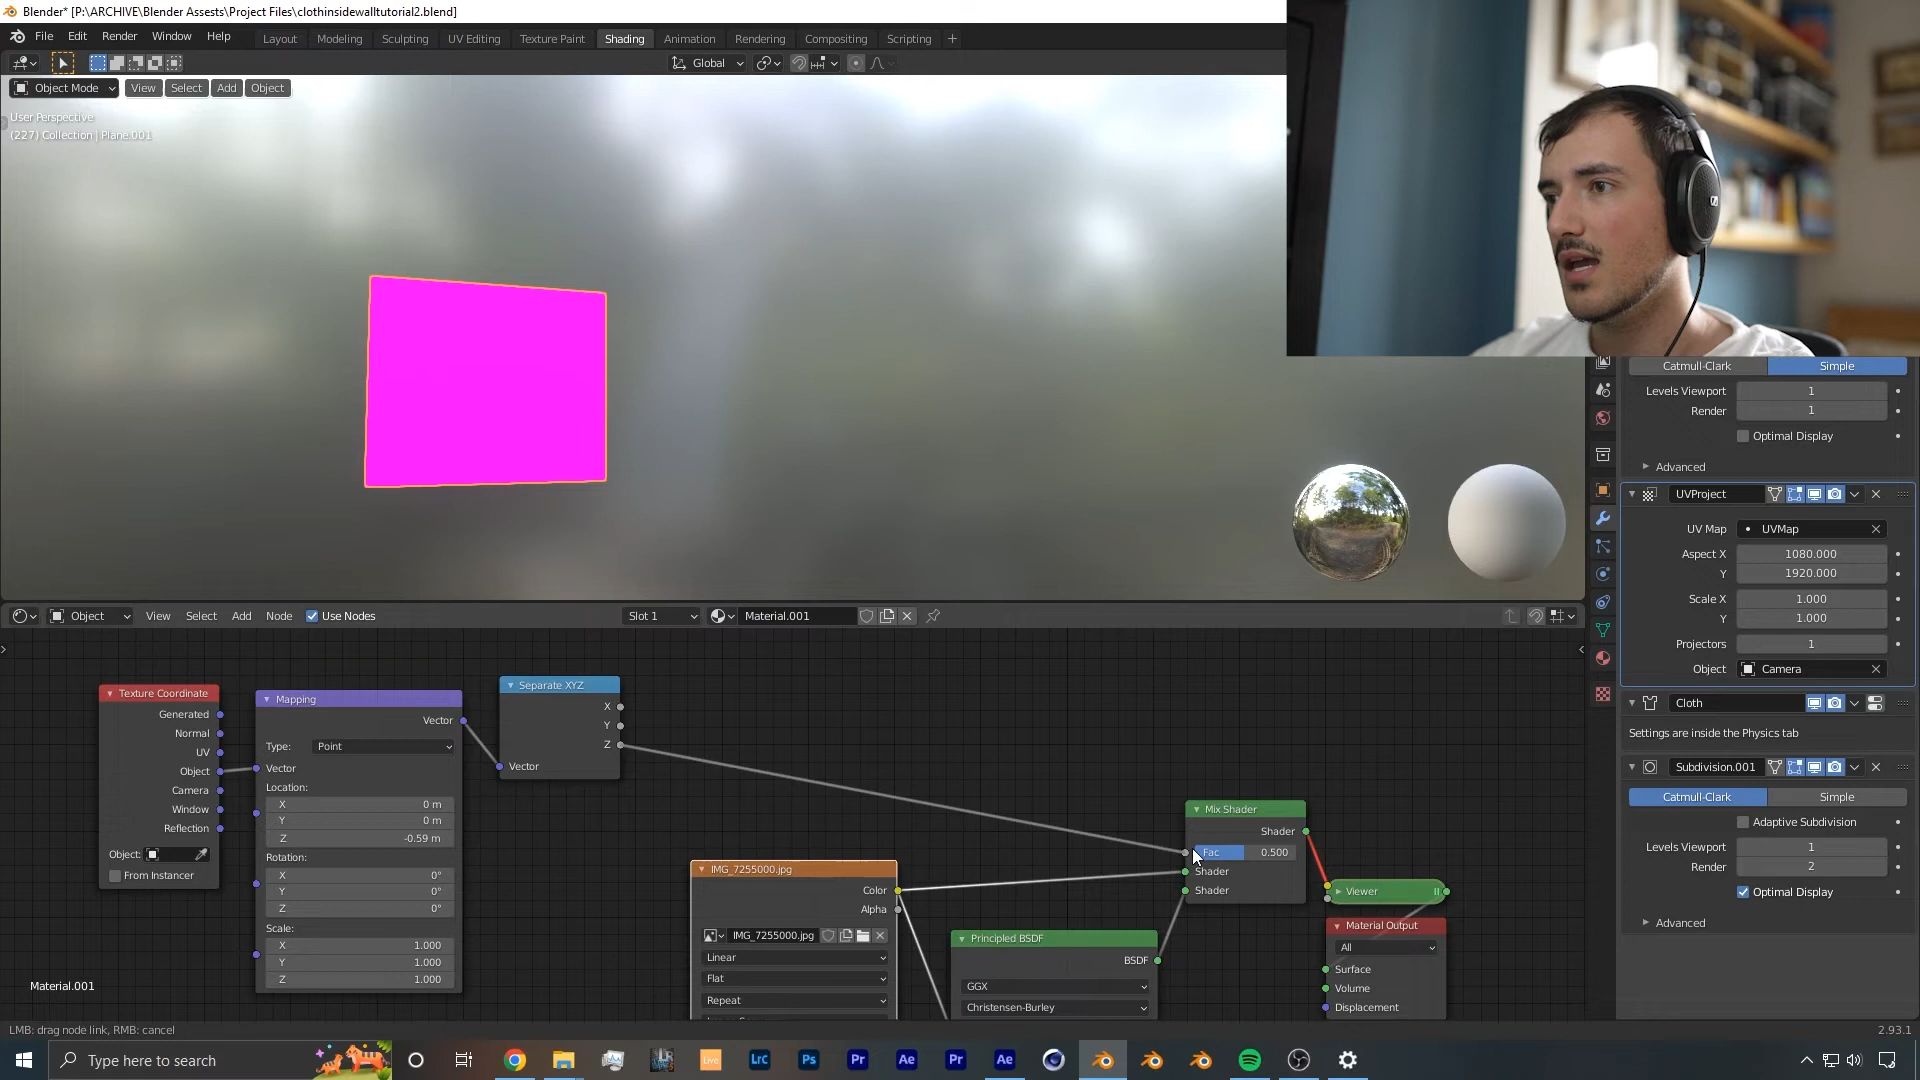 Blender* [P:\ARCHIVE\Blender Assests\Project Files\clothinsidewalltutorial2.blend]
File Edit Render Window Help Layout Modeling Sculpting UV Editing Texture Paint Shading Animation Rendering Compositing Scripting +
Global
Object Mode View Select Add Object
User Perspective
(227) Collection | Plane.001
Catmull-Clark Simple
Levels Viewport 1
Render 1
Optimal Display
Advanced
UVProject
UV Map UVMap
Aspect X 1080.000
Y 1920.000
Scale X 1.000
Y 1.000
Projectors 1
Object Camera
Cloth
Settings are inside the Physics tab
Subdivision.001
Catmull-Clark Simple
Adaptive Subdivision
Levels Viewport 1
Render 2
Optimal Display
Advanced
Object View Select Add Node Use Nodes Slot 1 Material.001
Texture Coordinate
Generated
Normal
UV
Object
Camera
Window
Reflection
Object:
From Instancer
Mapping
Vector
Type: Point
Vector
Location:
X 0 m
Y 0 m
Z -0.59 m
Rotation:
X 0°
Y 0°
Z 0°
Scale:
X 1.000
Y 1.000
Z 1.000
Separate XYZ
X
Y
Z
Vector
IMG_7255000.jpg
Color
Alpha
IMG_7255000.jpg
Linear
Flat
Repeat
Principled BSDF
BSDF
GGX
Christensen-Burley
Mix Shader
Shader
Fac 0.500
Shader
Shader
Viewer
Material Output
All
Surface
Volume
Displacement
Material.001
LMB: drag node link, RMB: cancel
2.93.1
Type here to search
Live
Lrc
Ps
Pr
Ae
Pr
Ae